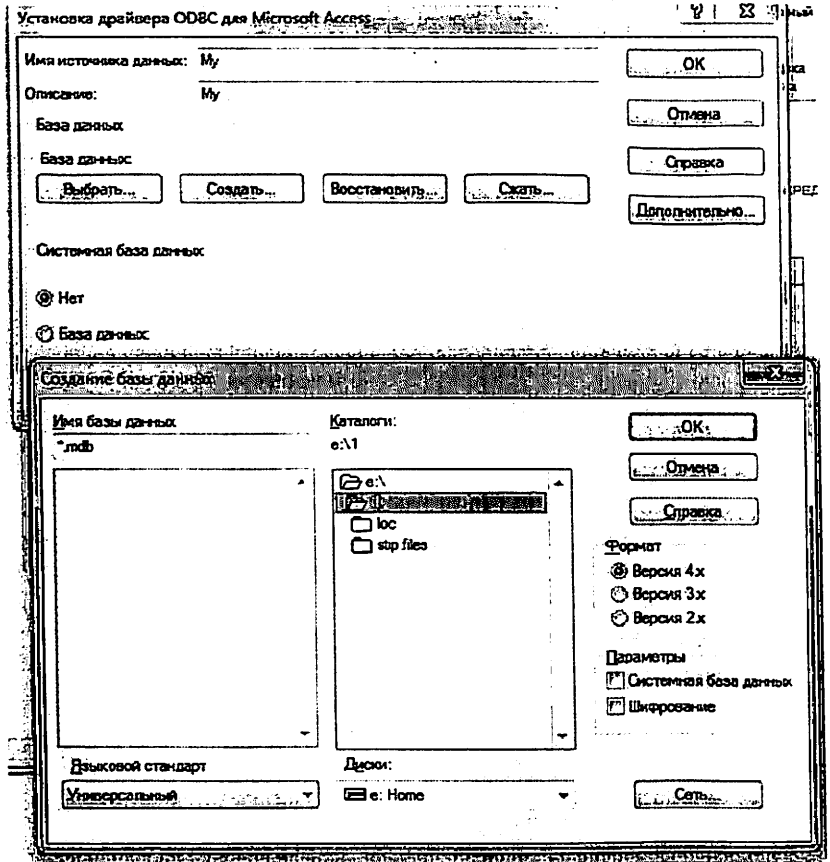 Установка драйвера ODBC для Microsoft Access
Имя источника данных: My
OK
Описание: My
Отмена
База данных
База данных:
Справка
Выбрать...
Создать...
Восстановить...
Сжать...
Дополнительно...
Системная база данных
Нет
База данных:
Создание базы данных
Имя базы данных
Каталоги:
OK
*.mdb
e:\1
Отмена
e:\
loc
Справка
stp files
Формат
Версия 4.x
Версия 3.x
Версия 2.x
Параметры
Системная база данных
Шифрование
Языковой стандарт
Диски:
Универсальный
e: Home
Сеть...